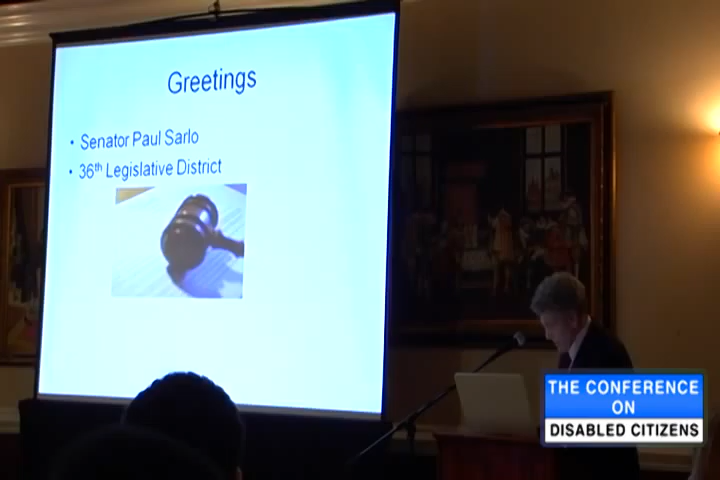 Greetings
• Senator Paul Sarlo
• 36th Legislative District
THE CONFERENCE
ON
DISABLED CITIZENS